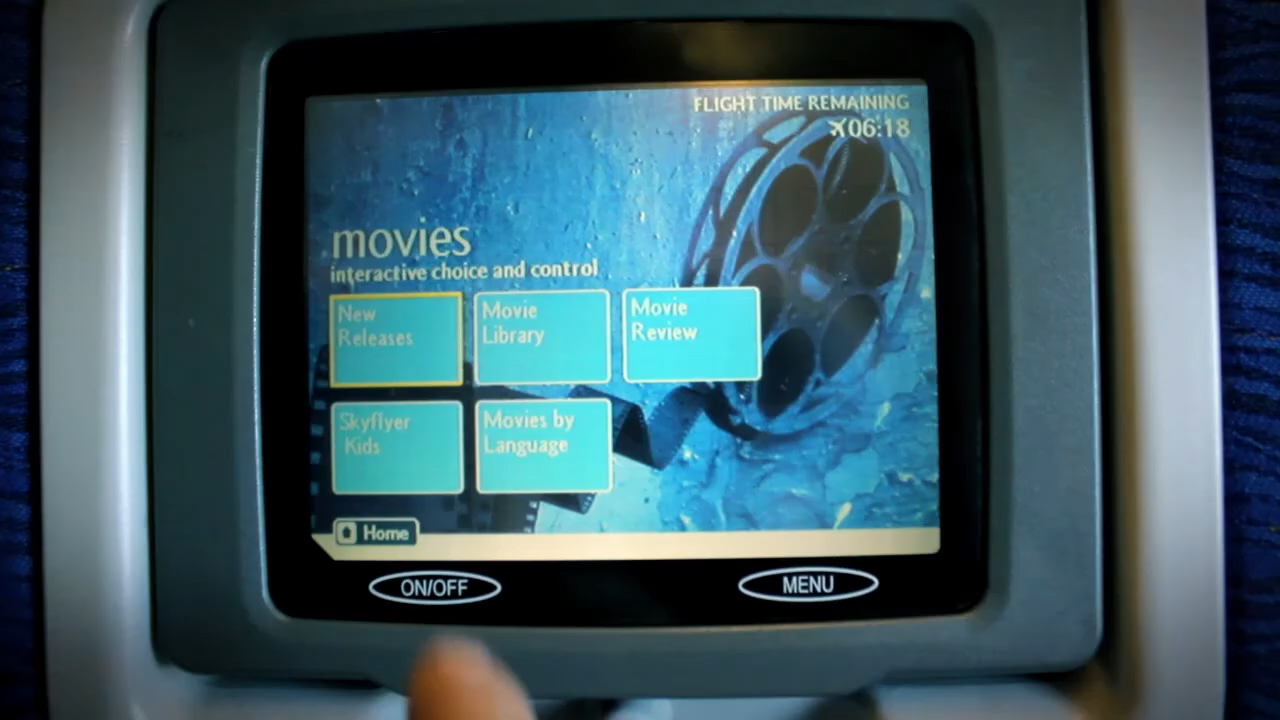 FLIGHT TIME REMAINING
06:18
movies
interactive choice and control
New
Releases
Movie
Library
Movie
Review
Skyflyer
Kids
Movies by
Language
Home
ON/OFF
MENU